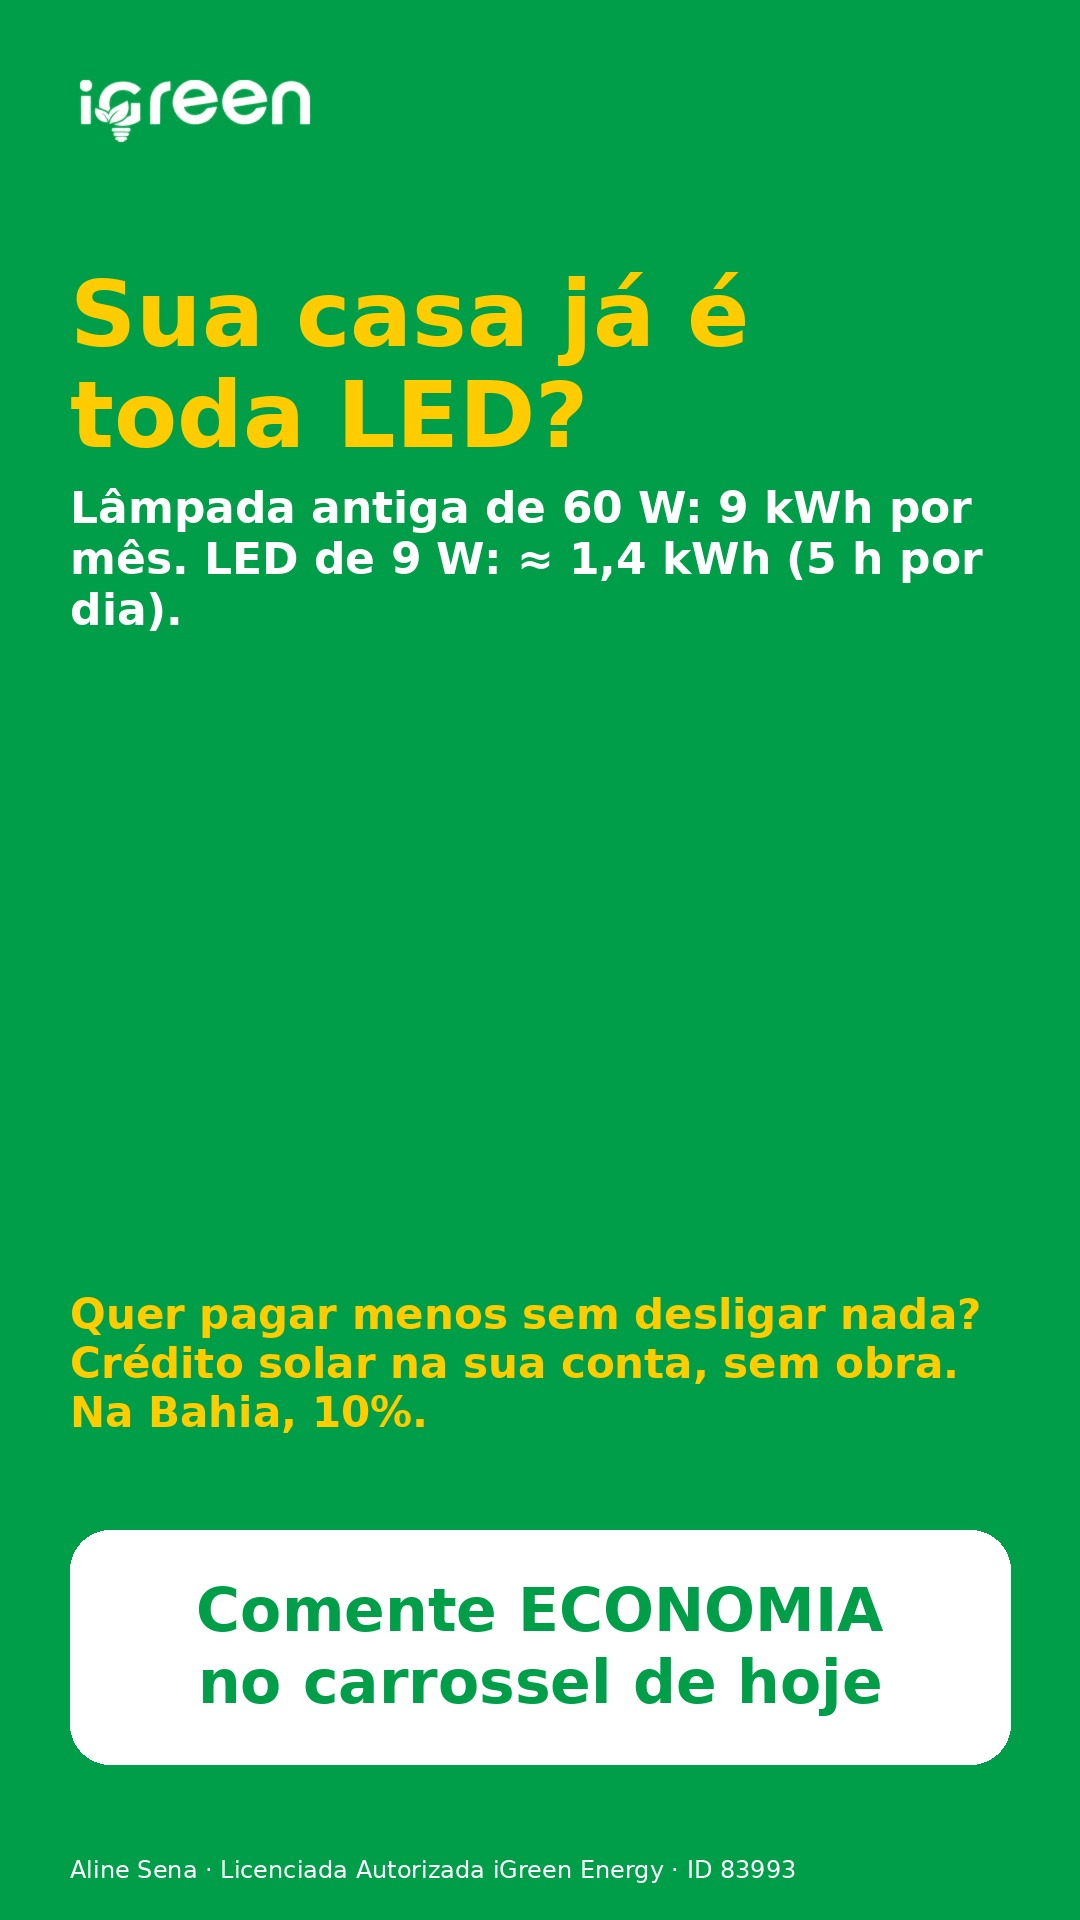 iGreen
Sua casa já é
toda LED?
Lâmpada antiga de 60 W: 9 kWh por
mês. LED de 9 W: ≈ 1,4 kWh (5 h por
dia).
Quer pagar menos sem desligar nada?
Crédito solar na sua conta, sem obra.
Na Bahia, 10%.
Comente ECONOMIA
no carrossel de hoje
Aline Sena · Licenciada Autorizada iGreen Energy · ID 83993